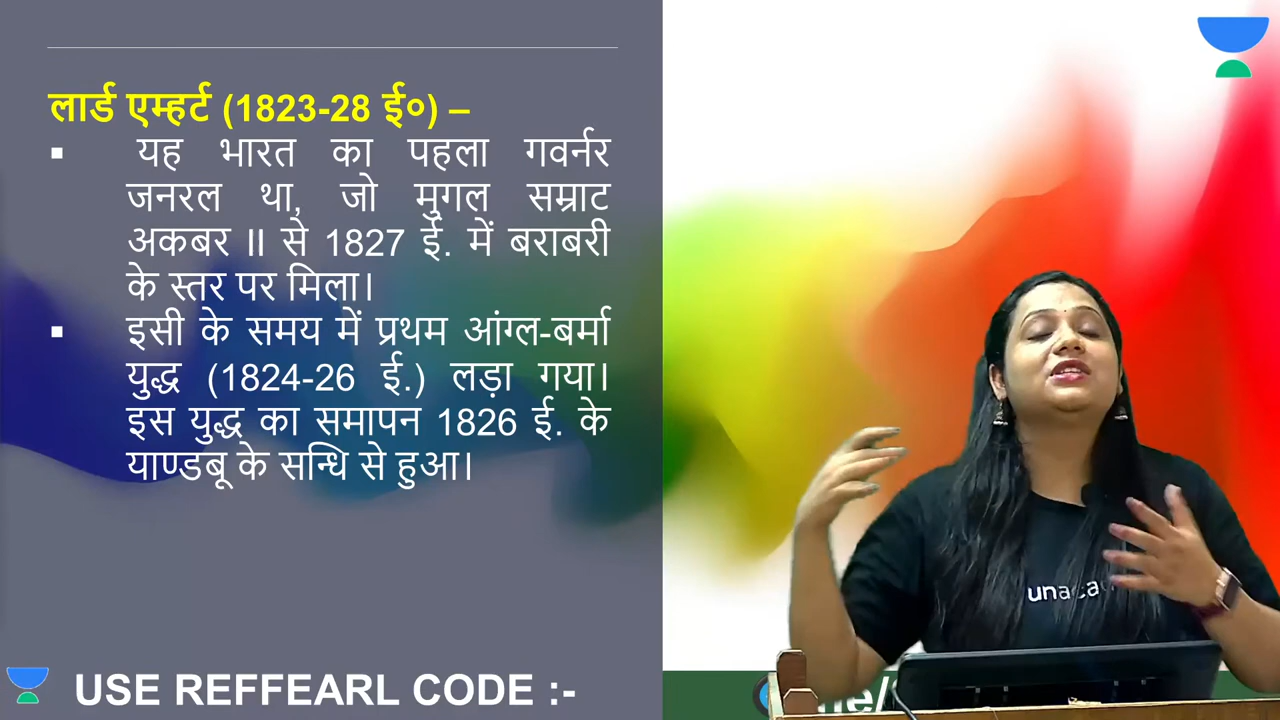 लार्ड एम्हर्ट (1823-28 ई०) –
▪ यह भारत का पहला गवर्नर
जनरल था, जो मुगल सम्राट
अकबर II से 1827 ई. में बराबरी
के स्तर पर मिला।
▪ इसी के समय में प्रथम आंग्ल-बर्मा
युद्ध (1824-26 ई.) लड़ा गया।
इस युद्ध का समापन 1826 ई. के
याण्डबू के सन्धि से हुआ।
USE REFFEARL CODE :-